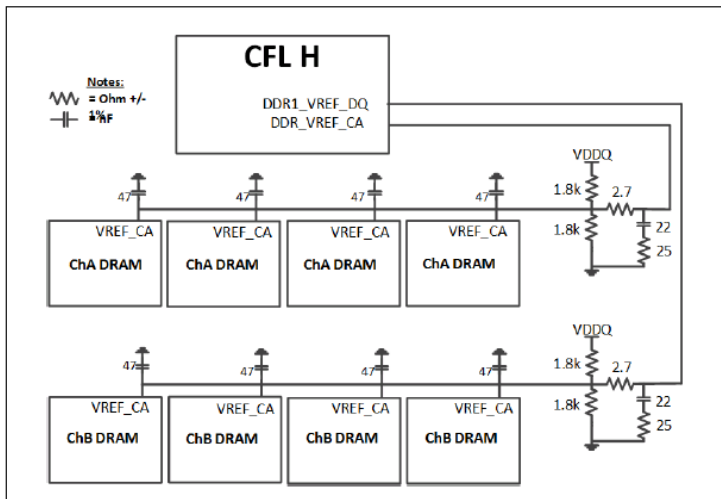 CFL H
Notes:
= Ohm +/-
1%
= nF
DDR1_VREF_DQ
DDR_VREF_CA
VDDQ
47 47 47 47
1.8k 2.7
VREF_CA VREF_CA VREF_CA VREF_CA
1.8k 22
ChA DRAM ChA DRAM ChA DRAM ChA DRAM
25
VDDQ
47 47 47 47
1.8k 2.7
VREF_CA VREF_CA VREF_CA VREF_CA
1.8k 22
ChB DRAM ChB DRAM ChB DRAM ChB DRAM
25